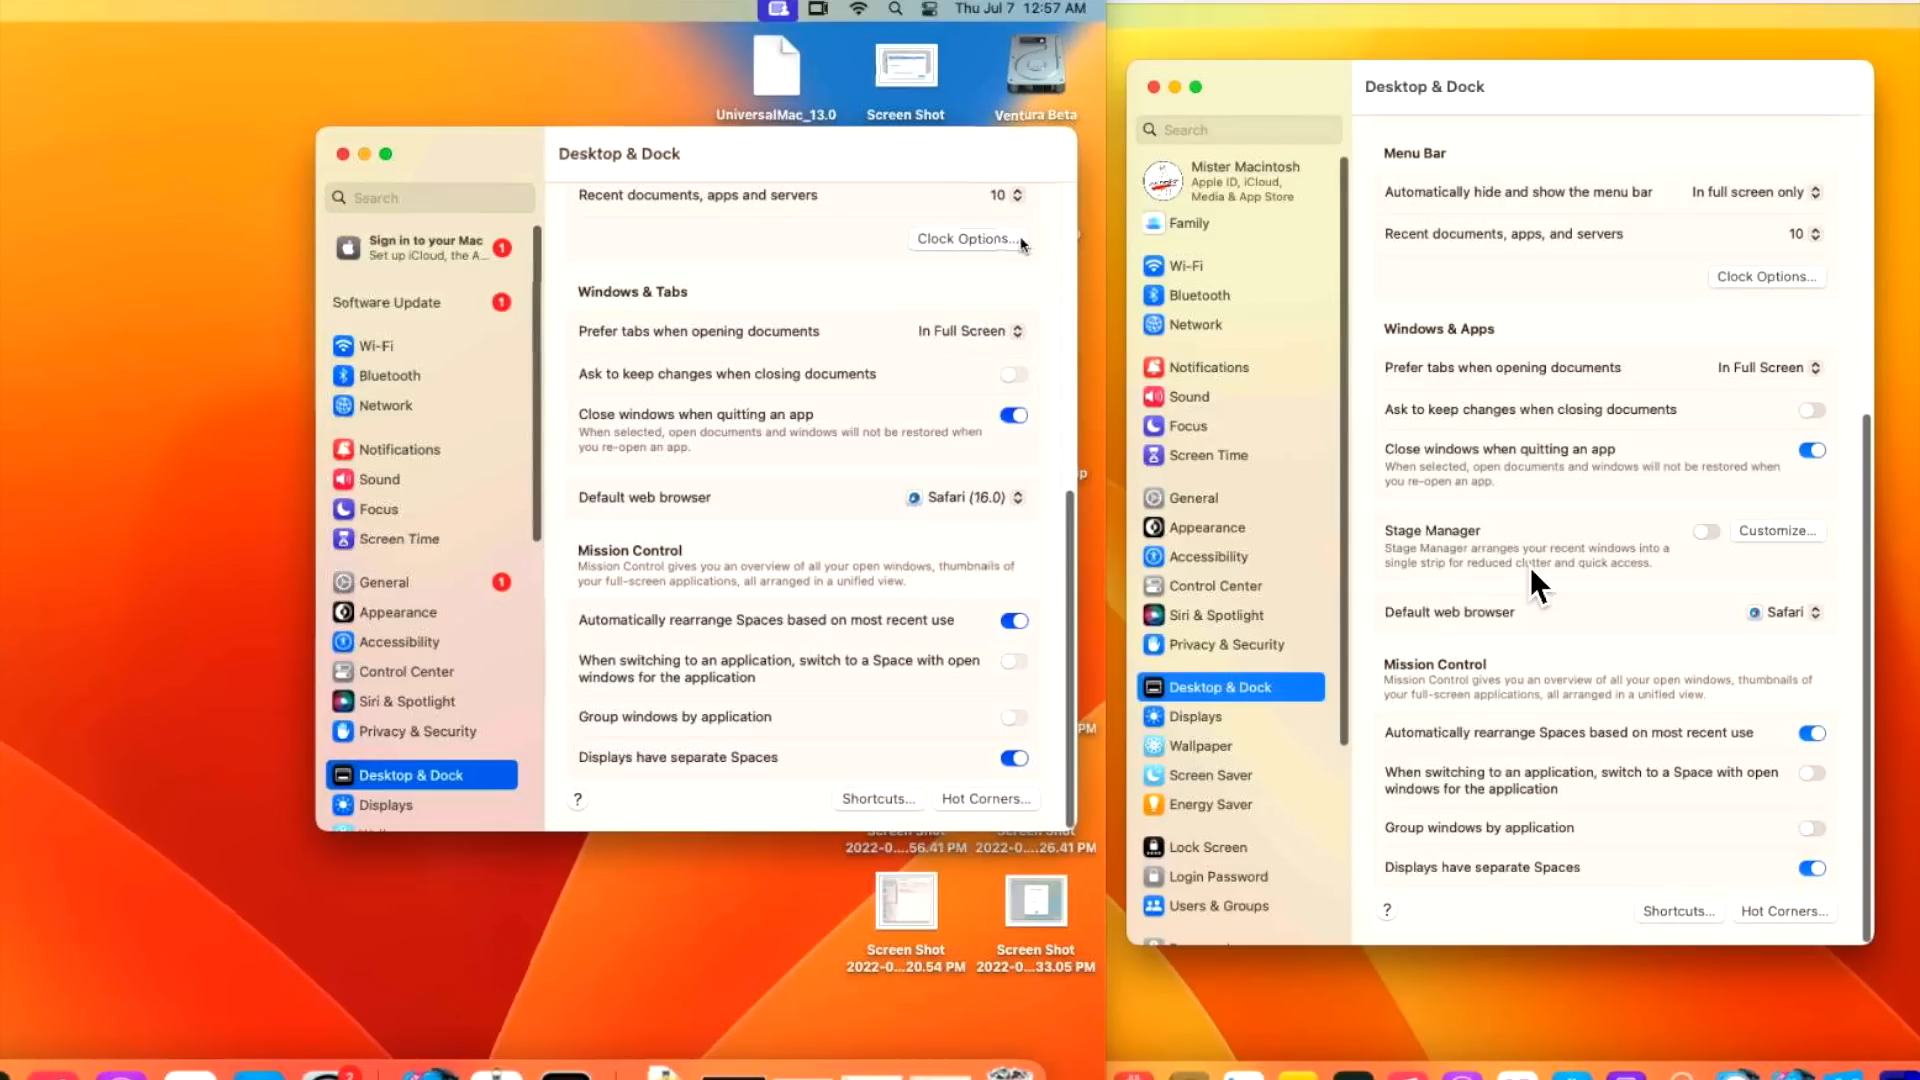 Thu Jul 7 12:57 AM
UniversalMac_13.0
Screen Shot
Ventura Beta
Desktop & Dock
Search
Sign in to your Mac
Set up iCloud, the A...
1
Software Update
1
Wi-Fi
Bluetooth
Network
Notifications
Sound
Focus
Screen Time
General
1
Appearance
Accessibility
Control Center
Siri & Spotlight
Privacy & Security
Desktop & Dock
Displays
Recent documents, apps and servers
10
Clock Options...
Windows & Tabs
Prefer tabs when opening documents
In Full Screen
Ask to keep changes when closing documents
Close windows when quitting an app
When selected, open documents and windows will not be restored when
you re-open an app.
Default web browser
Safari (16.0)
Mission Control
Mission Control gives you an overview of all your open windows, thumbnails of
your full-screen applications, all arranged in a unified view.
Automatically rearrange Spaces based on most recent use
When switching to an application, switch to a Space with open
windows for the application
Group windows by application
Displays have separate Spaces
?
Shortcuts...
Hot Corners...
PM
Screen Shot
2022-0....56.41 PM
Screen Shot
2022-0....26.41 PM
Screen Shot
2022-0...20.54 PM
Screen Shot
2022-0...33.05 PM
2
Desktop & Dock
Search
Mister Macintosh
Apple ID, iCloud,
Media & App Store
Family
Wi-Fi
Bluetooth
Network
Notifications
Sound
Focus
Screen Time
General
Appearance
Accessibility
Control Center
Siri & Spotlight
Privacy & Security
Desktop & Dock
Displays
Wallpaper
Screen Saver
Energy Saver
Lock Screen
Login Password
Users & Groups
Menu Bar
Automatically hide and show the menu bar
In full screen only
Recent documents, apps, and servers
10
Clock Options...
Windows & Apps
Prefer tabs when opening documents
In Full Screen
Ask to keep changes when closing documents
Close windows when quitting an app
When selected, open documents and windows will not be restored when
you re-open an app.
Stage Manager
Customize...
Stage Manager arranges your recent windows into a
single strip for reduced clutter and quick access.
Default web browser
Safari
Mission Control
Mission Control gives you an overview of all your open windows, thumbnails of
your full-screen applications, all arranged in a unified view.
Automatically rearrange Spaces based on most recent use
When switching to an application, switch to a Space with open
windows for the application
Group windows by application
Displays have separate Spaces
?
Shortcuts...
Hot Corners...